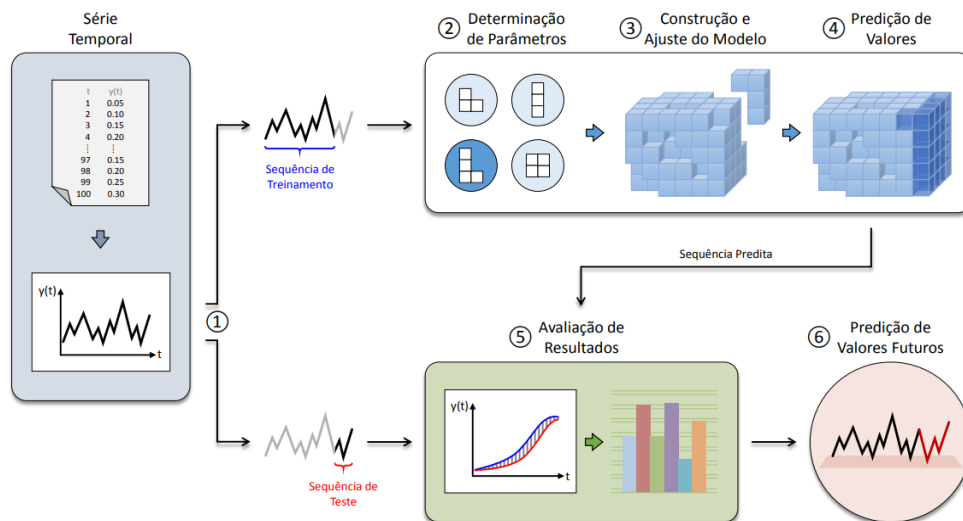 Série
Temporal
t y(t)
1 0.05
2 0.10
3 0.15
4 0.20
⋮ ⋮
97 0.15
98 0.20
99 0.25
100 0.30
y(t)
t
①
Sequência de
Treinamento
② Determinação
de Parâmetros
③ Construção e
Ajuste do Modelo
④ Predição de
Valores
Sequência Predita
Sequência de
Teste
⑤ Avaliação de
Resultados
y(t)
t
⑥ Predição de
Valores Futuros